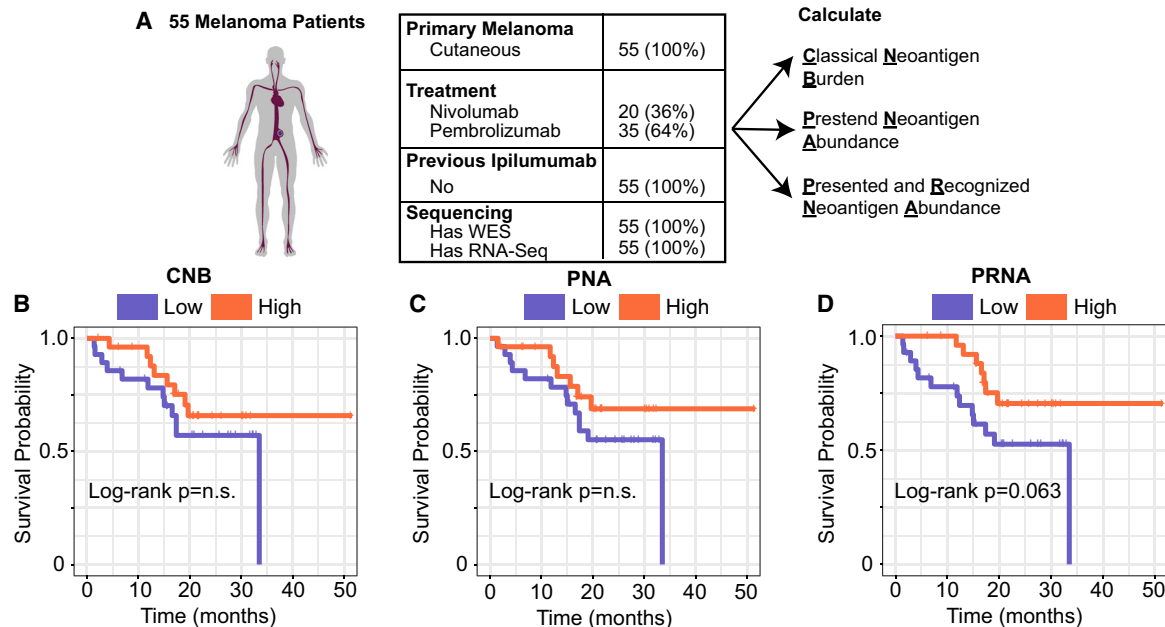 A 55 Melanoma Patients
Primary Melanoma
Cutaneous 55 (100%)
Treatment
Nivolumab 20 (36%)
Pembrolizumab 35 (64%)
Previous Ipilumumab
No 55 (100%)
Sequencing
Has WES 55 (100%)
Has RNA-Seq 55 (100%)
Calculate
Classical Neoantigen
Burden
Prestend Neoantigen
Abundance
Presented and Recognized
Neoantigen Abundance
B
CNB
Low High
Survival Probability
1.0
0.5
0
Log-rank p=n.s.
0 10 20 30 40 50
Time (months)
C
PNA
Low High
Survival Probability
1.0
0.5
0
Log-rank p=n.s.
0 10 20 30 40 50
Time (months)
D
PRNA
Low High
Survival Probability
1.0
0.5
0
Log-rank p=0.063
0 10 20 30 40 50
Time (months)